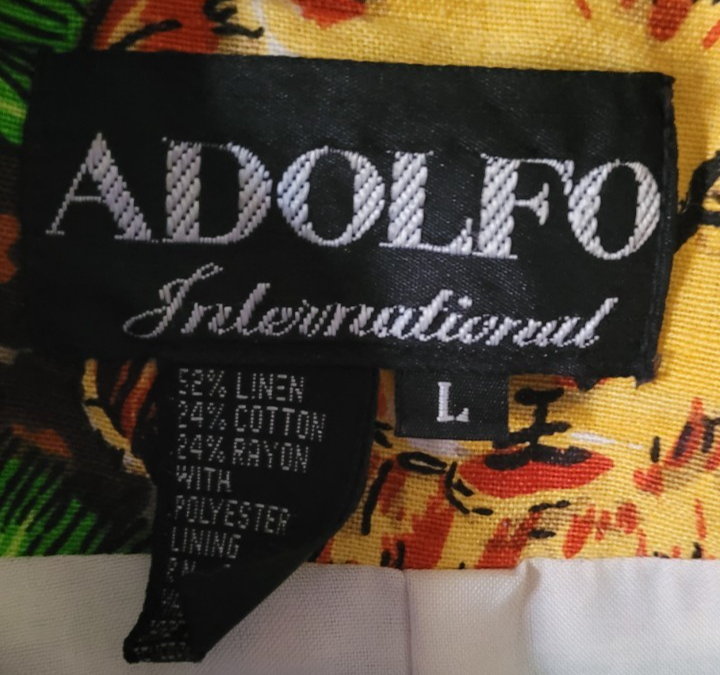 ADOLFO
International
52% LINEN
24% COTTON
24% RAYON
WITH
POLYESTER
LINING
L